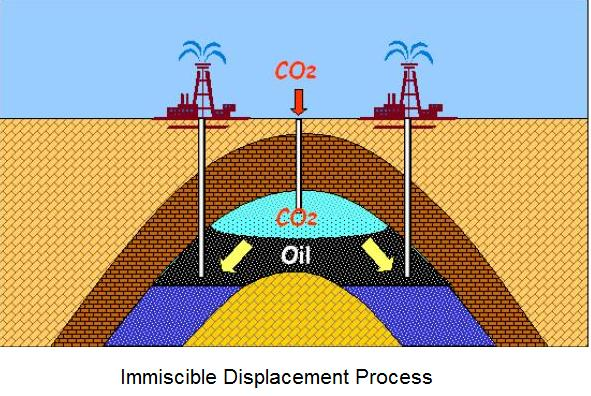 CO2
CO2
Oil
Immiscible Displacement Process